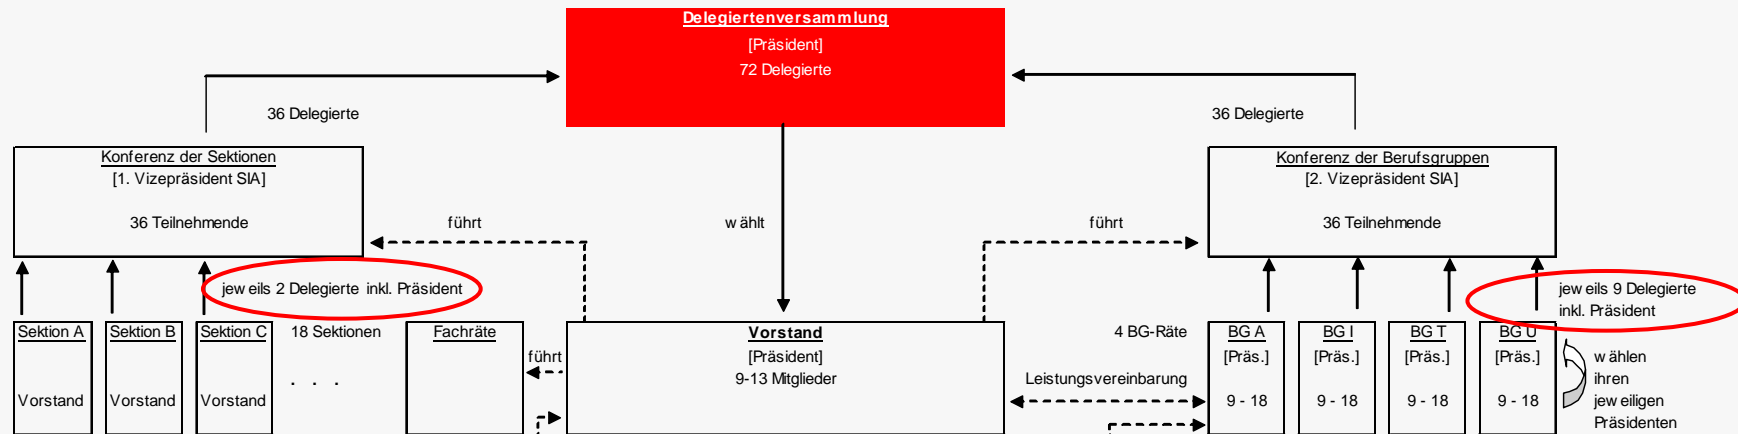 Delegiertenversammlung
[Präsident]
72 Delegierte
36 Delegierte
36 Delegierte
Konferenz der Sektionen
[1. Vizepräsident SIA]
36 Teilnehmende
Konferenz der Berufsgruppen
[2. Vizepräsident SIA]
36 Teilnehmende
führt
wählt
führt
jeweils 2 Delegierte inkl. Präsident
jeweils 9 Delegierte
inkl. Präsident
Sektion A
Vorstand
Sektion B
Vorstand
Sektion C
Vorstand
18 Sektionen
. . .
Fachräte
führt
Vorstand
[Präsident]
9-13 Mitglieder
4 BG-Räte
Leistungsvereinbarung
BG A
[Präs.]
9 - 18
BG I
[Präs.]
9 - 18
BG T
[Präs.]
9 - 18
BG U
[Präs.]
9 - 18
wählen
ihren
jeweiligen
Präsidenten